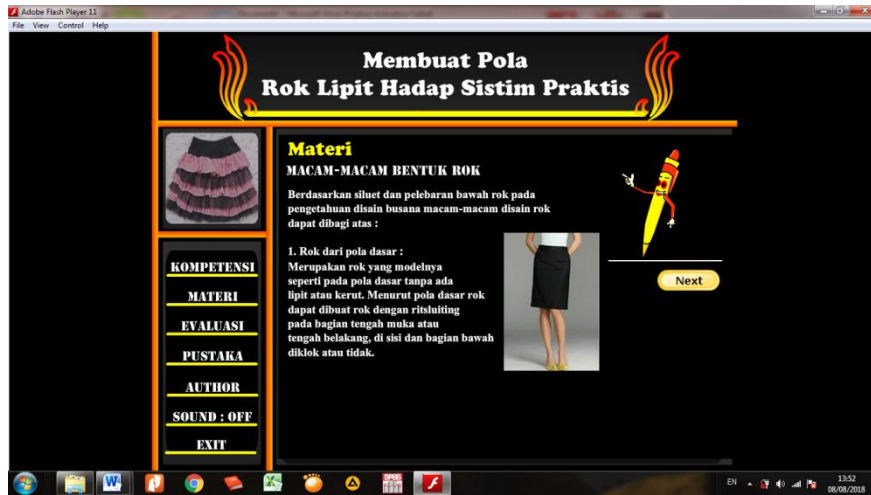 Adobe Flash Player 11
File View Control Help
Membuat Pola
Rok Lipit Hadap Sistim Praktis
Materi
MACAM-MACAM BENTUK ROK
Berdasarkan siluet dan pelebaran bawah rok pada
pengetahuan disain busana macam-macam disain rok
dapat dibagi atas :
1. Rok dari pola dasar :
Merupakan rok yang modelnya
seperti pada pola dasar tanpa ada
lipit atau kerut. Menurut pola dasar rok
dapat dibuat rok dengan ritsluiting
pada bagian tengah muka atau
tengah belakang, di sisi dan bagian bawah
diklok atau tidak.
Next
KOMPETENSI
MATERI
EVALUASI
PUSTAKA
AUTHOR
SOUND : OFF
EXIT
SPSS
EN
13:52
08/08/2018